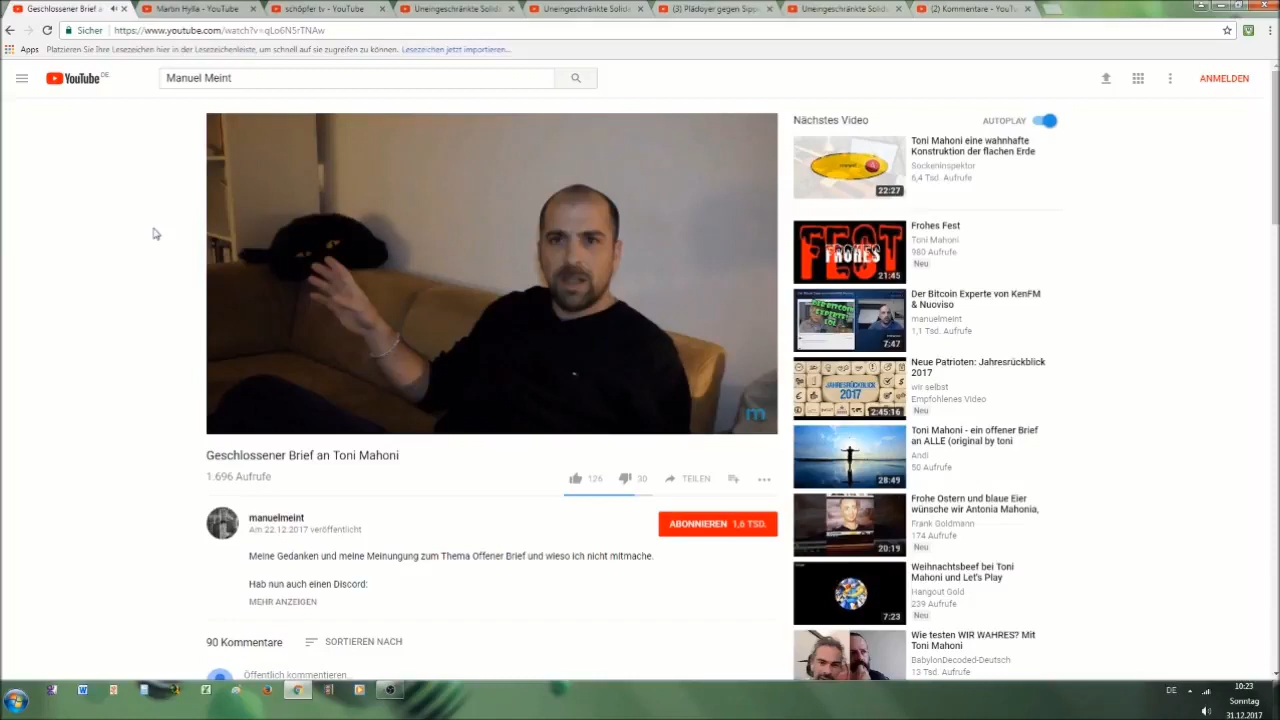 Geschlossener Brief a
Martin Hylla - YouTube
schöpfer tv - YouTube
Uneingeschränkte Solid
Uneingeschränkte Solid
(3) Plädoyer gegen Sipp
Uneingeschränkte Solid
(2) Kommentare - YouT
Sicher
https://www.youtube.com/watch?v=qLo6N5rTNAw
Apps
Platzieren Sie Ihre Lesezeichen hier in der Lesezeichenleiste, um schnell auf sie zugreifen zu können.
Lesezeichen jetzt importieren...
YouTube DE
Manuel Meint
ANMELDEN
Nächstes Video
AUTOPLAY
Toni Mahoni eine wahnhafte
Konstruktion der flachen Erde
Sockeninspektor
6,4 Tsd. Aufrufe
22:27
FEST
FROHES
21:45
Frohes Fest
Toni Mahoni
980 Aufrufe
Neu
7:47
Der Bitcoin Experte von KenFM
& Nuoviso
manuelmeint
1,1 Tsd. Aufrufe
JAHRESRÜCKBLICK
2017
2:45:16
Neue Patrioten: Jahresrückblick
2017
wir selbst
Empfohlenes Video
Neu
m
28:49
Toni Mahoni - ein offener Brief
an ALLE (original by toni
Andi
50 Aufrufe
Geschlossener Brief an Toni Mahoni
1.696 Aufrufe
126
30
TEILEN
20:19
Frohe Ostern und blaue Eier
wünsche wir Antonia Mahonia,
Frank Goldmann
174 Aufrufe
Neu
manuelmeint
Am 22.12.2017 veröffentlicht
ABONNIEREN 1,6 TSD.
Meine Gedanken und meine Meinungung zum Thema Offener Brief und wieso ich nicht mitmache.
Hab nun auch einen Discord:
MEHR ANZEIGEN
7:23
Weihnachtsbeef bei Toni
Mahoni und Let's Play
Hangout Gold
239 Aufrufe
Neu
90 Kommentare
SORTIEREN NACH
Öffentlich kommentieren...
Wie testen WIR WAHRES? Mit
Toni Mahoni
BabylonDecoded-Deutsch
13 Tsd. Aufrufe
DE
10:23
Sonntag
31.12.2017